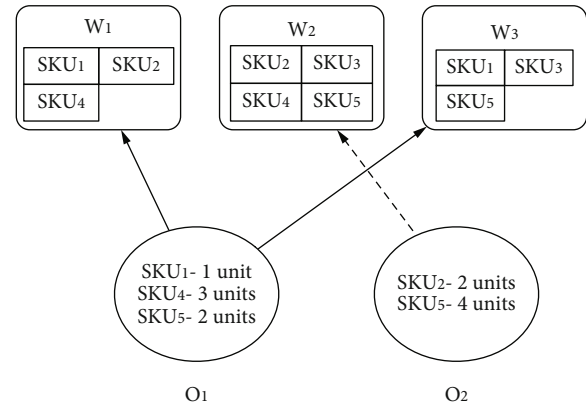 W1
SKU1 SKU2
SKU4
W2
SKU2 SKU3
SKU4 SKU5
W3
SKU1 SKU3
SKU5
SKU1- 1 unit
SKU4- 3 units
SKU5- 2 units
SKU2- 2 units
SKU5- 4 units
O1
O2